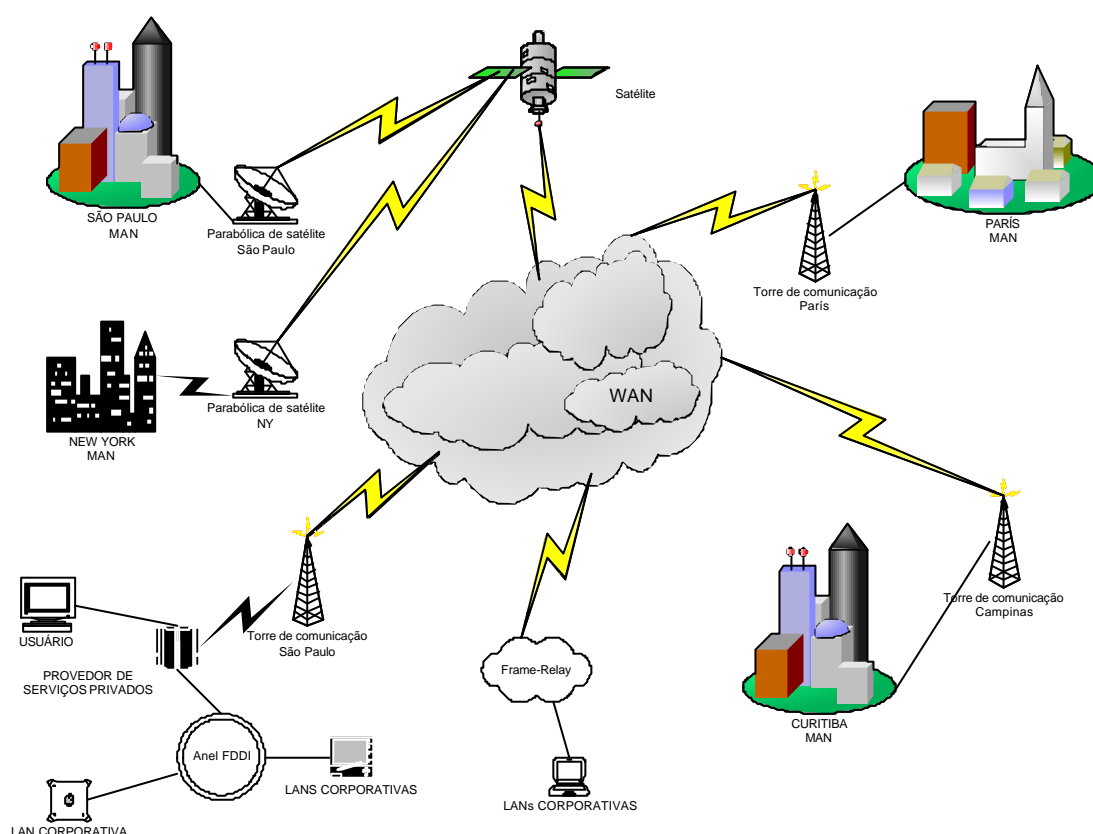 Satélite
SÃO PAULO
MAN
Parabólica de satélite
São Paulo
PARÍS
MAN
Torre de comunicação
París
WAN
Parabólica de satélite
NY
NEW YORK
MAN
Torre de comunicação
Campinas
Torre de comunicação
São Paulo
USUÁRIO
PROVEDOR DE
SERVIÇOS PRIVADOS
Frame-Relay
CURITIBA
MAN
Anel FDDI
LANS CORPORATIVAS
LANs CORPORATIVAS
LAN CORPORATIVA